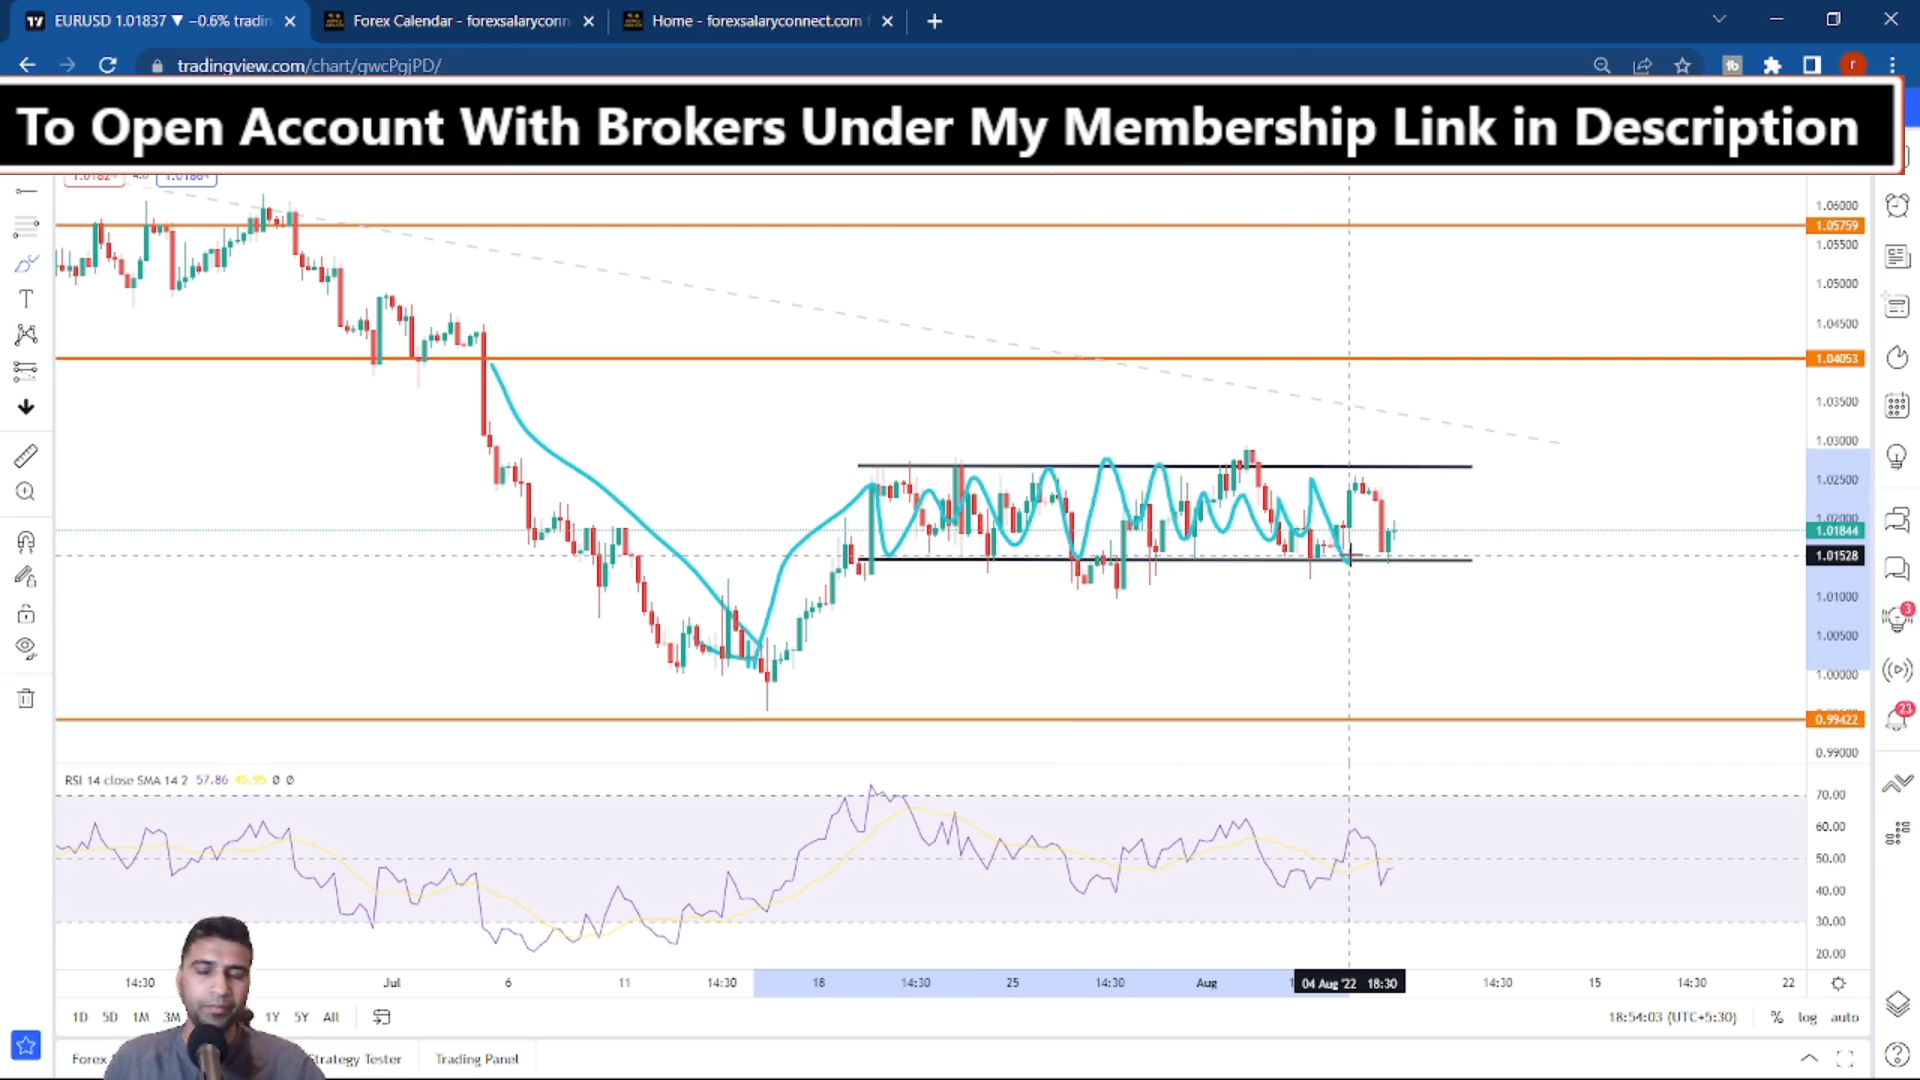 EURUSD 1.01837 ▼ −0.6% tradin
Forex Calendar - forexsalaryconn
Home - forexsalaryconnect.com
tradingview.com/chart/gwcPgjPD/
To Open Account With Brokers Under My Membership Link in Description
1.06000
1.05759
1.05500
1.05000
1.04500
1.04053
1.03500
1.03000
1.02500
1.02000
1.01844
1.01528
1.01000
1.00500
1.00000
0.99422
0.99000
3
23
RSI 14 close SMA 14 2 57.86 45.95 Ø Ø
70.00
60.00
50.00
40.00
30.00
20.00
14:30 Jul 6 11 14:30 18 14:30 25 14:30 Aug 04 Aug '22 18:30 14:30 15 14:30 22
1D 5D 1M 3M 1Y 5Y All
18:54:03 (UTC+5:30) % log auto
Forex Strategy Tester Trading Panel